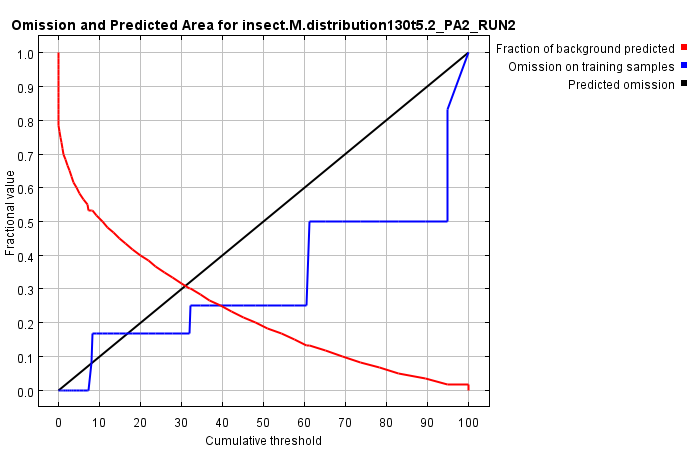 Omission and Predicted Area for insect.M.distribution130t5.2_PA2_RUN2
Fraction of background predicted
Omission on training samples
Predicted omission
1.0
0.9
0.8
0.7
0.6
0.5
0.4
0.3
0.2
0.1
0.0
Fractional value
0 10 20 30 40 50 60 70 80 90 100
Cumulative threshold